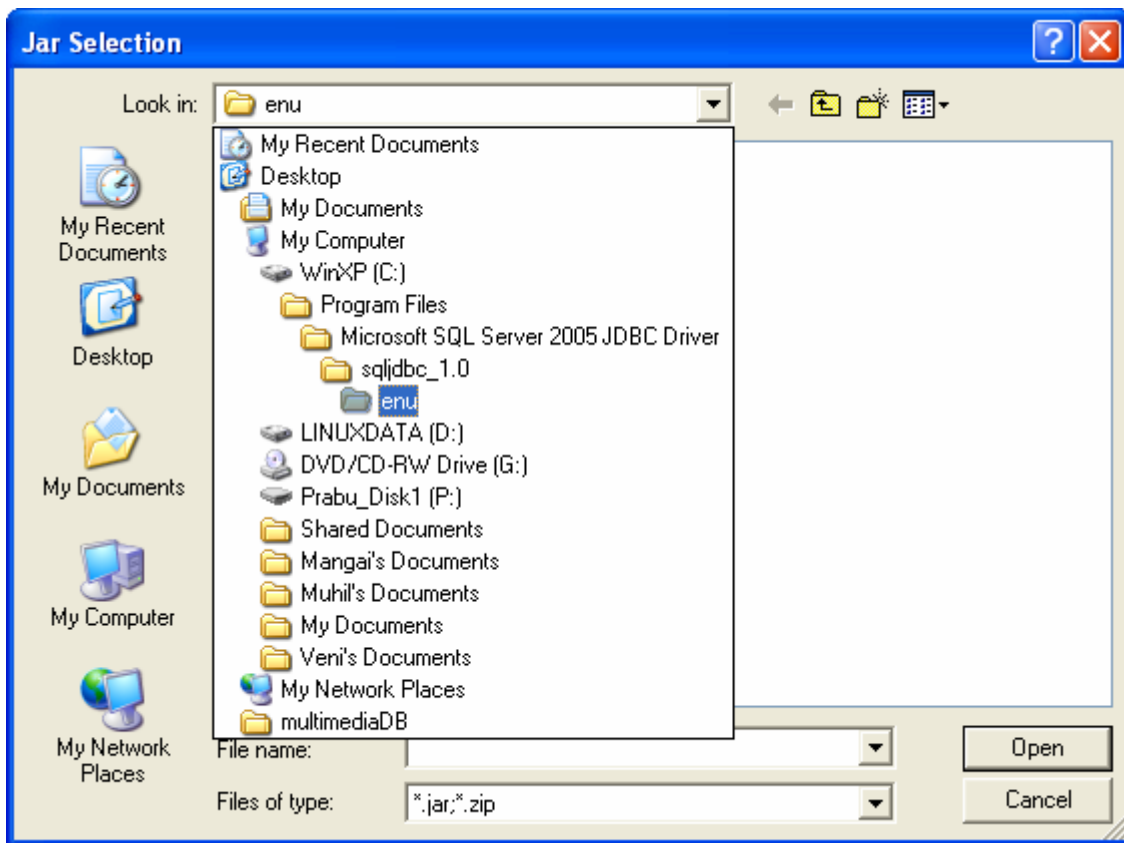 Jar Selection
Look in:
enu
My Recent Documents
Desktop
My Documents
My Computer
WinXP (C:)
Program Files
Microsoft SQL Server 2005 JDBC Driver
sqljdbc_1.0
enu
LINUXDATA (D:)
DVD/CD-RW Drive (G:)
Prabu_Disk1 (P:)
Shared Documents
Mangai's Documents
Muhil's Documents
My Documents
Veni's Documents
My Network Places
multimediaDB
My Recent
Documents
Desktop
My Documents
My Computer
My Network
Places
File name:
Open
Files of type:
*.jar;*.zip
Cancel